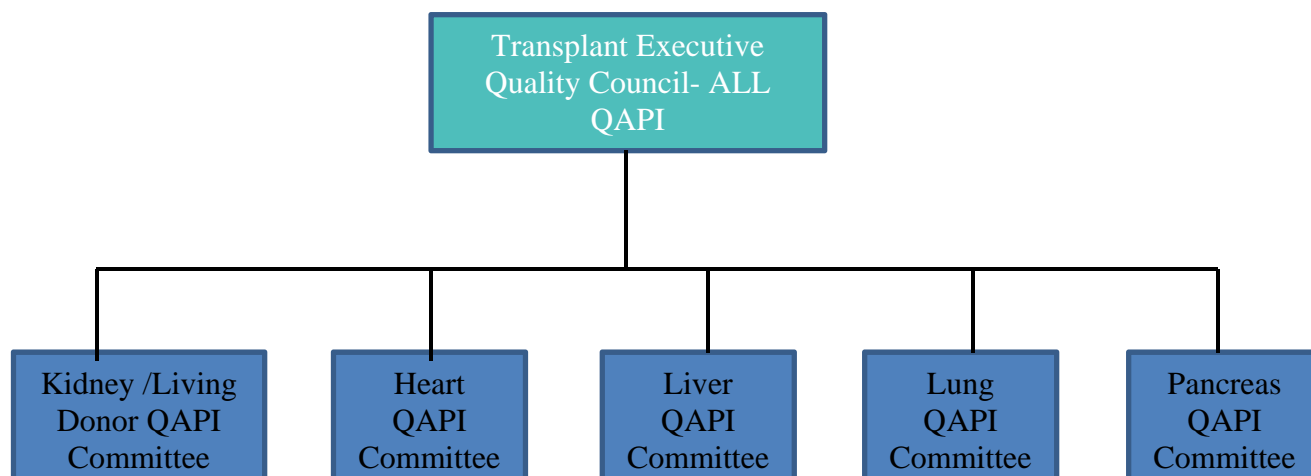 Transplant Executive
Quality Council- ALL
QAPI
Kidney /Living
Donor QAPI
Committee
Heart
QAPI
Committee
Liver
QAPI
Committee
Lung
QAPI
Committee
Pancreas
QAPI
Committee